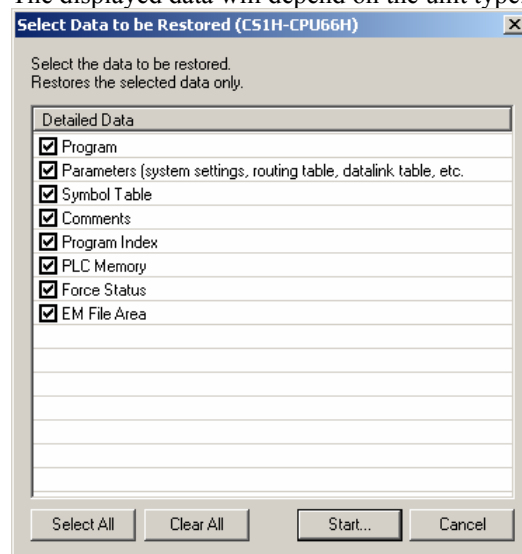 The displayed data will depend on the unit type.
Select Data to be Restored (CS1H-CPU66H)
Select the data to be restored.
Restores the selected data only.
Detailed Data
Program
Parameters (system settings, routing table, datalink table, etc.
Symbol Table
Comments
Program Index
PLC Memory
Force Status
EM File Area
Select All Clear All Start... Cancel